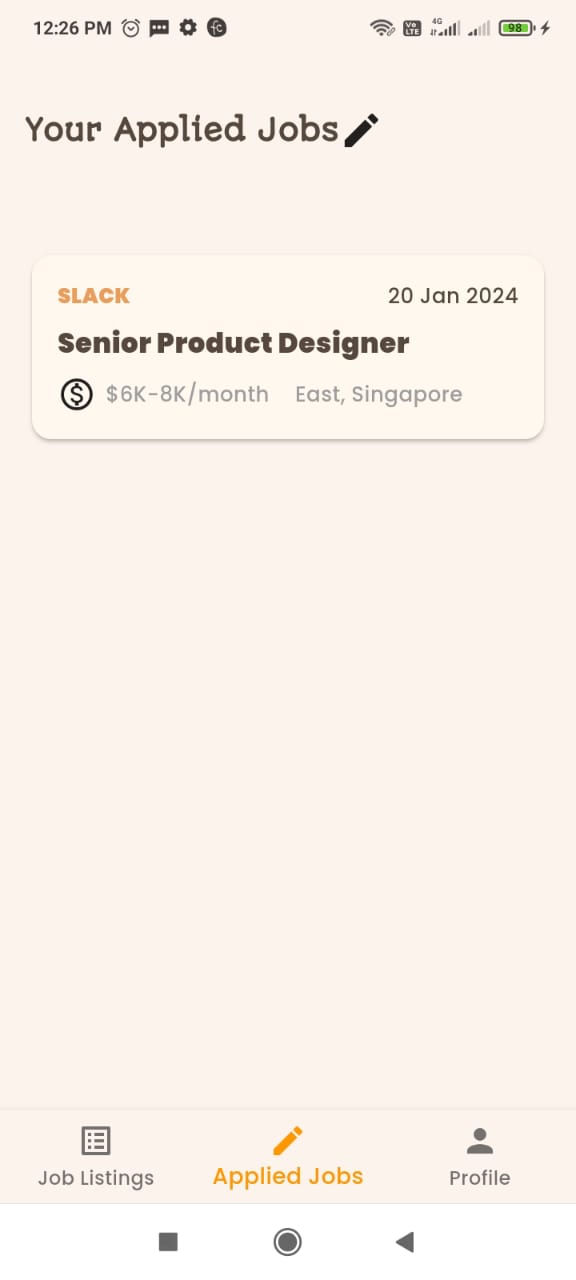 12:26 PM
Vo LTE
4G
98
Your Applied Jobs
SLACK
20 Jan 2024
Senior Product Designer
$6K-8K/month
East, Singapore
Job Listings
Applied Jobs
Profile